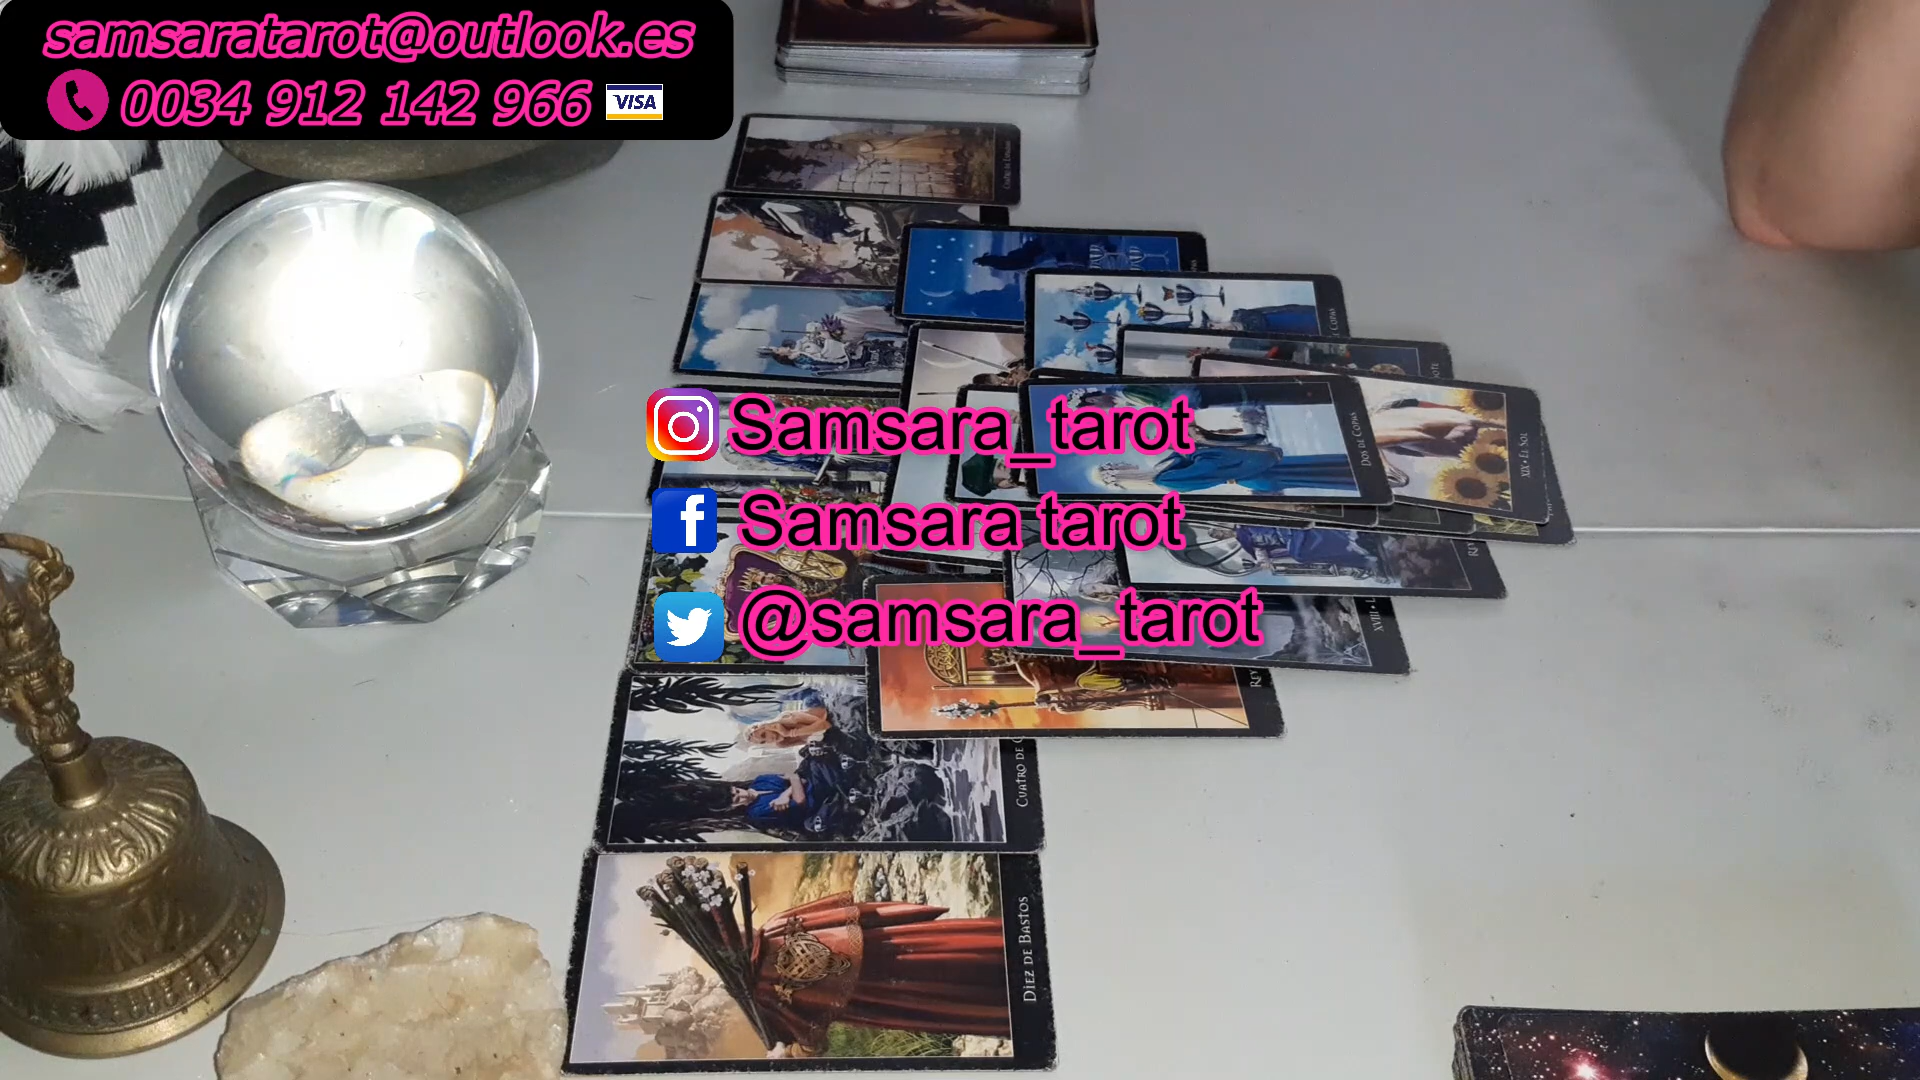 samsaratarot@outlook.es
0034 912 142 966 VISA
Samsara_tarot
Samsara tarot
@samsara_tarot
DOS DE COPAS
XIX • EL SOL
XVIII •
REY
CUATRO DE
DIEZ DE BASTOS